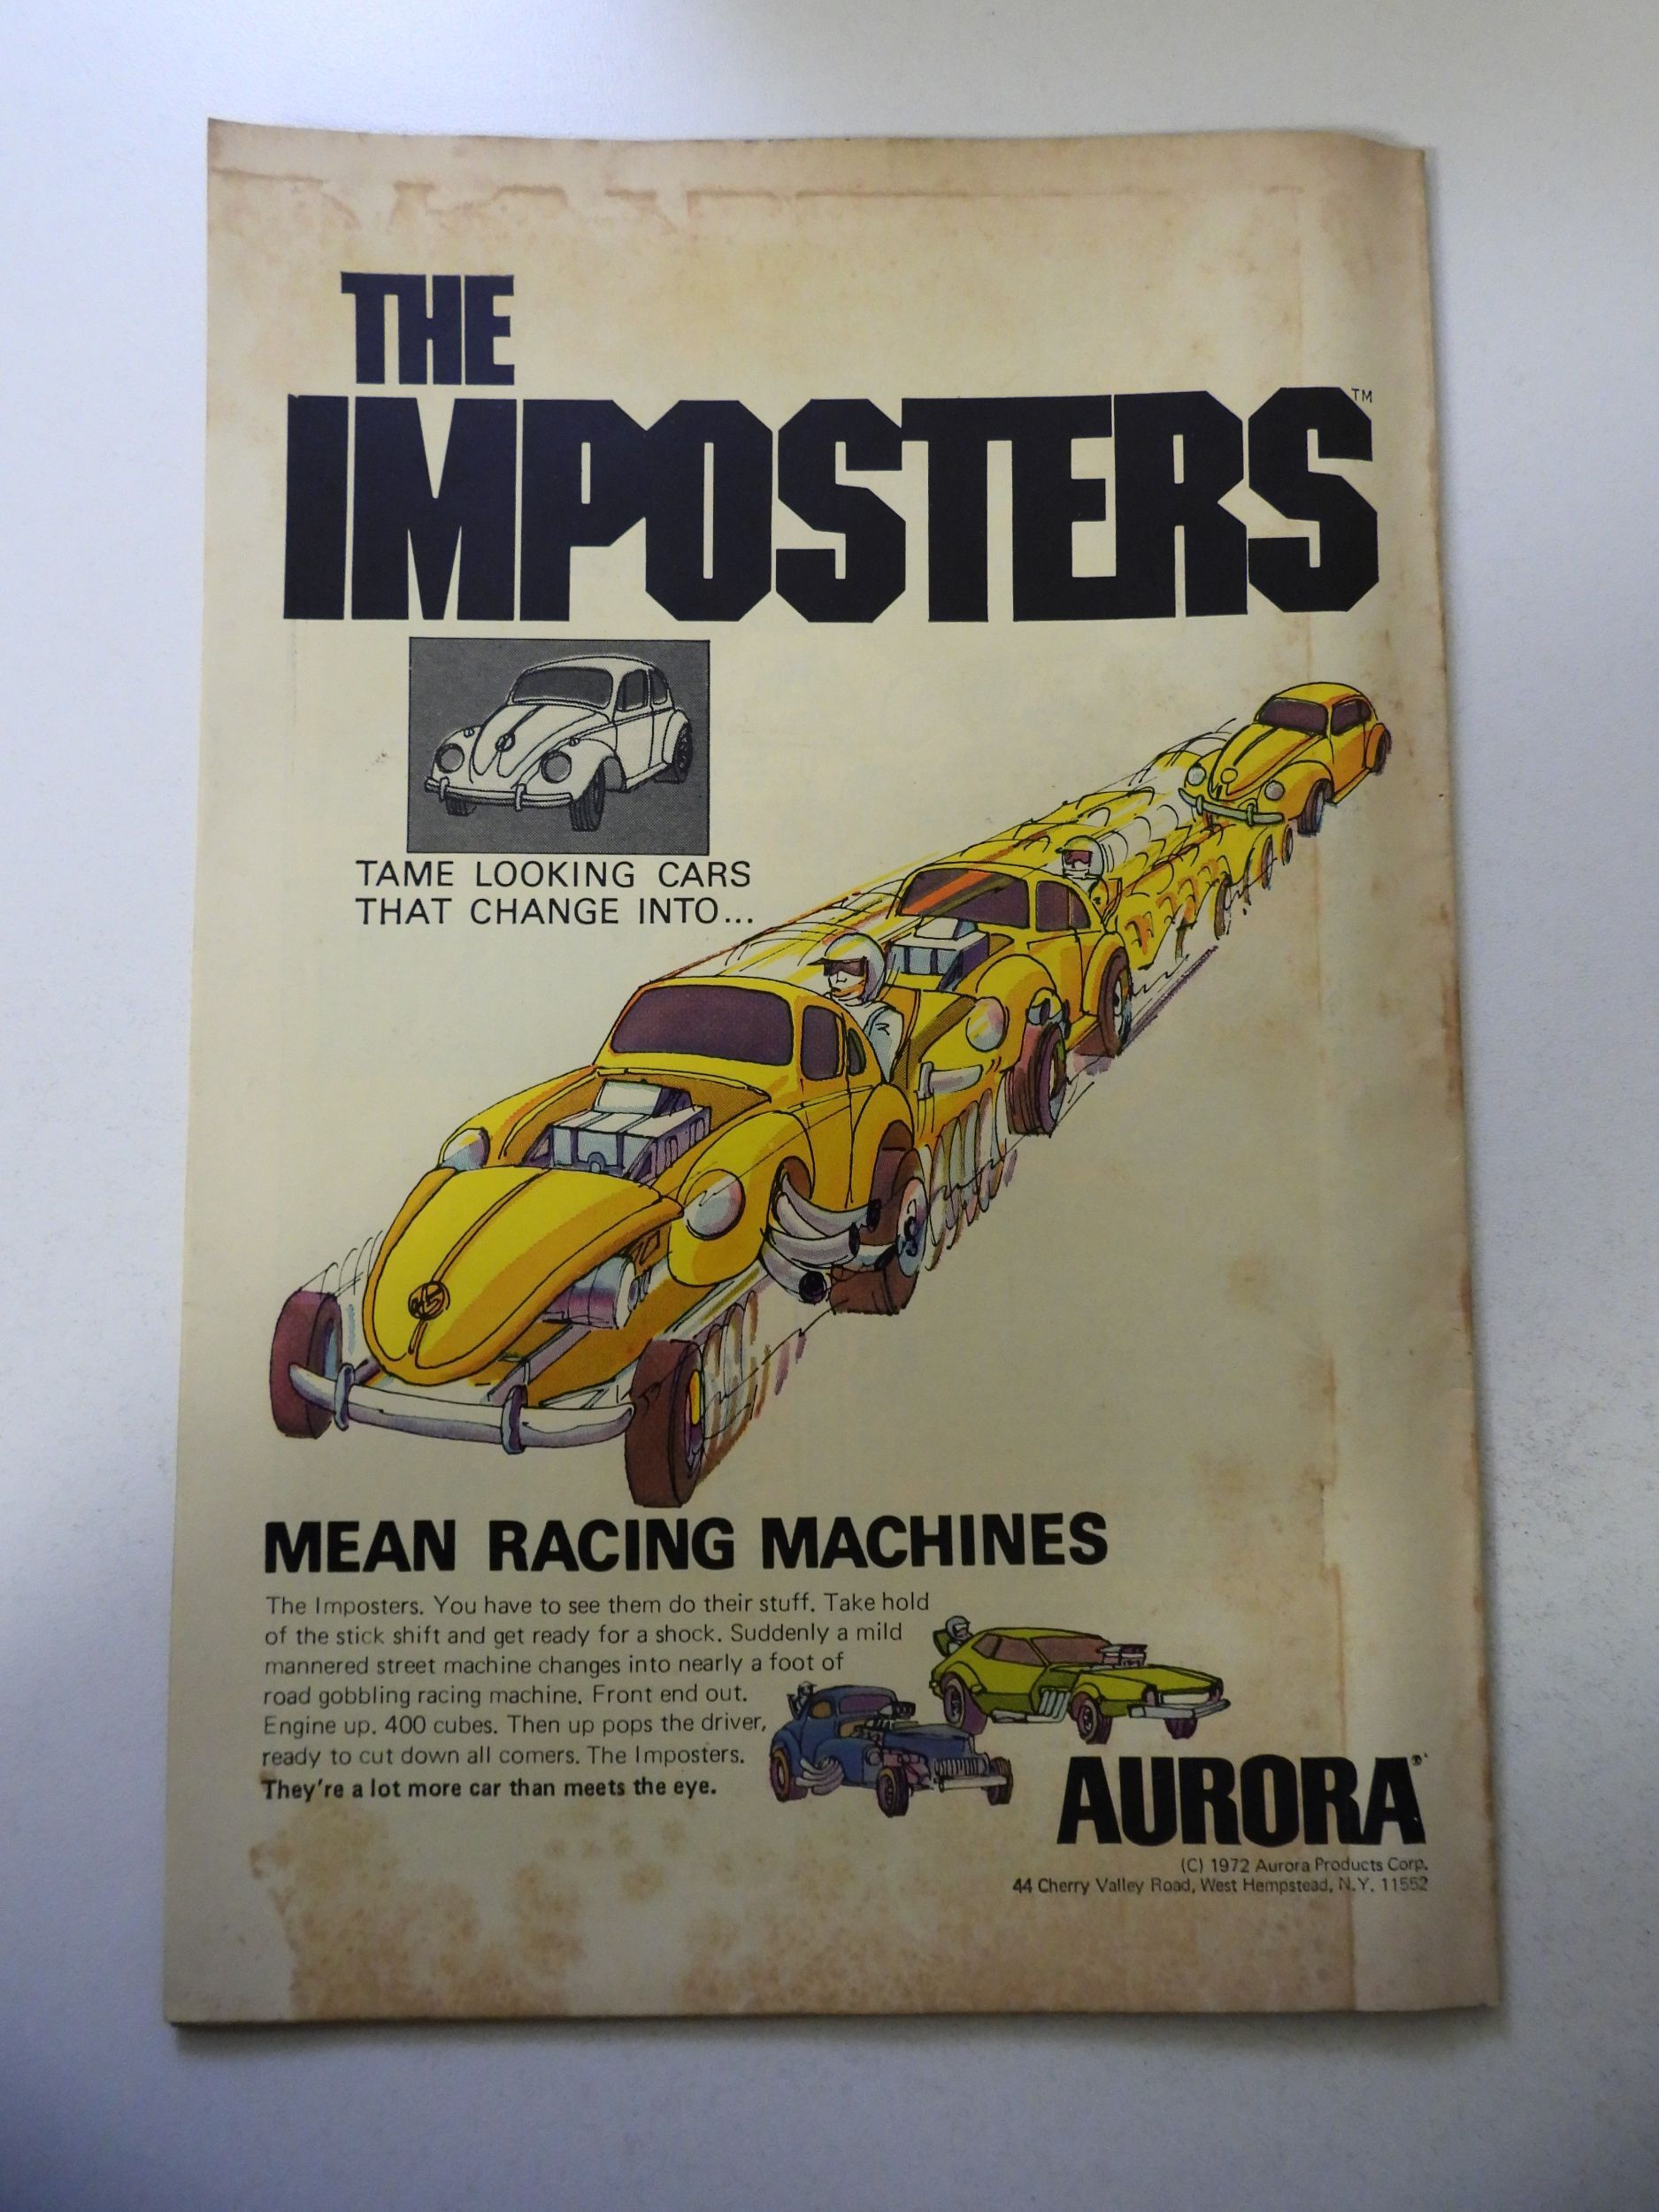 THE
IMPOSTERS™
TAME LOOKING CARS
THAT CHANGE INTO...
MEAN RACING MACHINES
The Imposters. You have to see them do their stuff. Take hold
of the stick shift and get ready for a shock. Suddenly a mild
mannered street machine changes into nearly a foot of
road gobbling racing machine. Front end out.
Engine up. 400 cubes. Then up pops the driver,
ready to cut down all comers. The Imposters.
They're a lot more car than meets the eye.
AURORA®
(C) 1972 Aurora Products Corp.
44 Cherry Valley Road, West Hempstead, N.Y. 11552